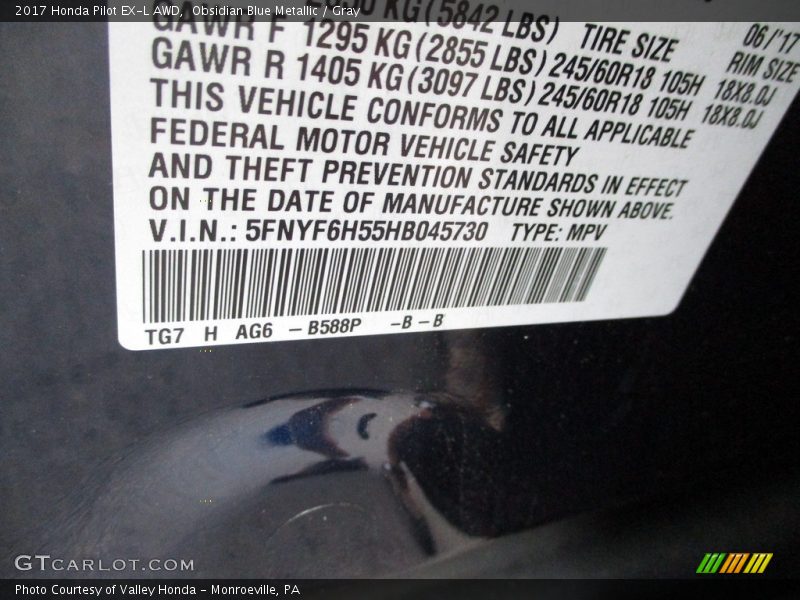 2017 Honda Pilot EX-L AWD, Obsidian Blue Metallic / Gray
KG (5842 LBS) 06/'17
GAWR F 1295 KG (2855 LBS) TIRE SIZE RIM SIZE
GAWR R 1405 KG (3097 LBS) 245/60R18 105H 18X8.0J
245/60R18 105H 18X8.0J
THIS VEHICLE CONFORMS TO ALL APPLICABLE
FEDERAL MOTOR VEHICLE SAFETY
AND THEFT PREVENTION STANDARDS IN EFFECT
ON THE DATE OF MANUFACTURE SHOWN ABOVE.
V.I.N.: 5FNYF6H55HB045730 TYPE: MPV
TG7 H AG6 – B588P –B–B
GTCARLOT.COM
Photo Courtesy of Valley Honda – Monroeville, PA